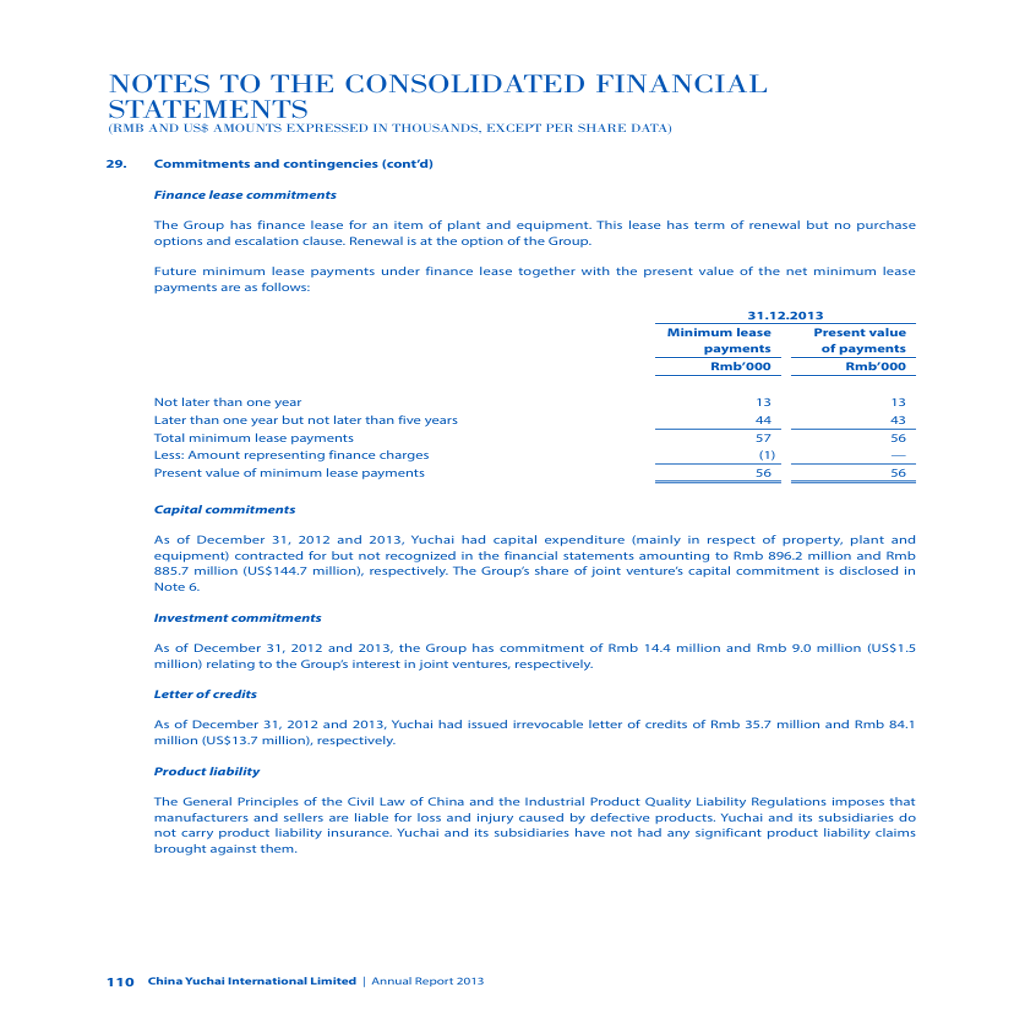 NOTES TO THE CONSOLIDATED FINANCIAL
STATEMENTS
(RMB AND US$ AMOUNTS EXPRESSED IN THOUSANDS, EXCEPT PER SHARE DATA)
29. Commitments and contingencies (cont’d)
Finance lease commitments
The Group has finance lease for an item of plant and equipment. This lease has term of renewal but no purchase
options and escalation clause. Renewal is at the option of the Group.
Future minimum lease payments under finance lease together with the present value of the net minimum lease
payments are as follows:
31.12.2013
Minimum lease Present value
payments of payments
Rmb’000 Rmb’000
Not later than one year 13 13
Later than one year but not later than five years 44 43
Total minimum lease payments 57 56
Less: Amount representing finance charges (1) —
Present value of minimum lease payments 56 56
Capital commitments
As of December 31, 2012 and 2013, Yuchai had capital expenditure (mainly in respect of property, plant and
equipment) contracted for but not recognized in the financial statements amounting to Rmb 896.2 million and Rmb
885.7 million (US$144.7 million), respectively. The Group’s share of joint venture’s capital commitment is disclosed in
Note 6.
Investment commitments
As of December 31, 2012 and 2013, the Group has commitment of Rmb 14.4 million and Rmb 9.0 million (US$1.5
million) relating to the Group’s interest in joint ventures, respectively.
Letter of credits
As of December 31, 2012 and 2013, Yuchai had issued irrevocable letter of credits of Rmb 35.7 million and Rmb 84.1
million (US$13.7 million), respectively.
Product liability
The General Principles of the Civil Law of China and the Industrial Product Quality Liability Regulations imposes that
manufacturers and sellers are liable for loss and injury caused by defective products. Yuchai and its subsidiaries do
not carry product liability insurance. Yuchai and its subsidiaries have not had any significant product liability claims
brought against them.
110 China Yuchai International Limited | Annual Report 2013